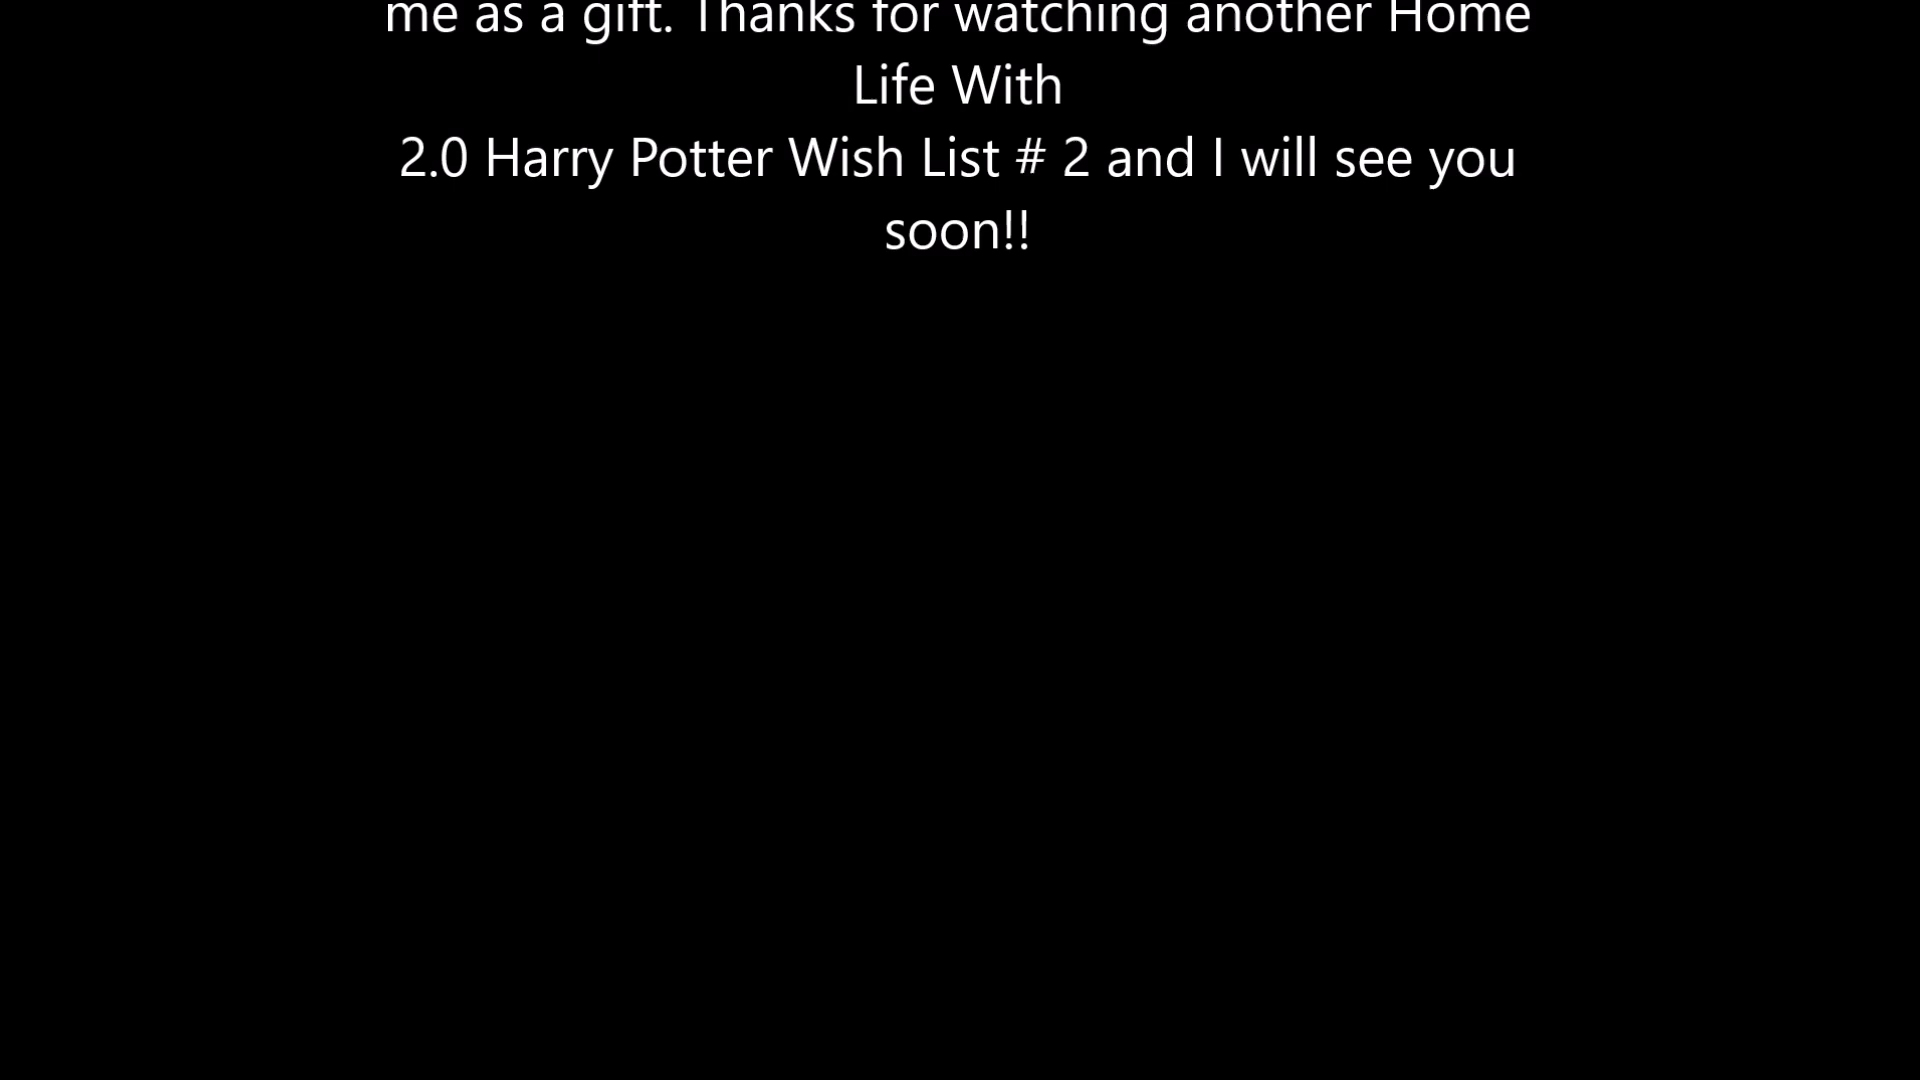 me as a gift. Thanks for watching another Home
Life With
2.0 Harry Potter Wish List # 2 and I will see you
soon!!